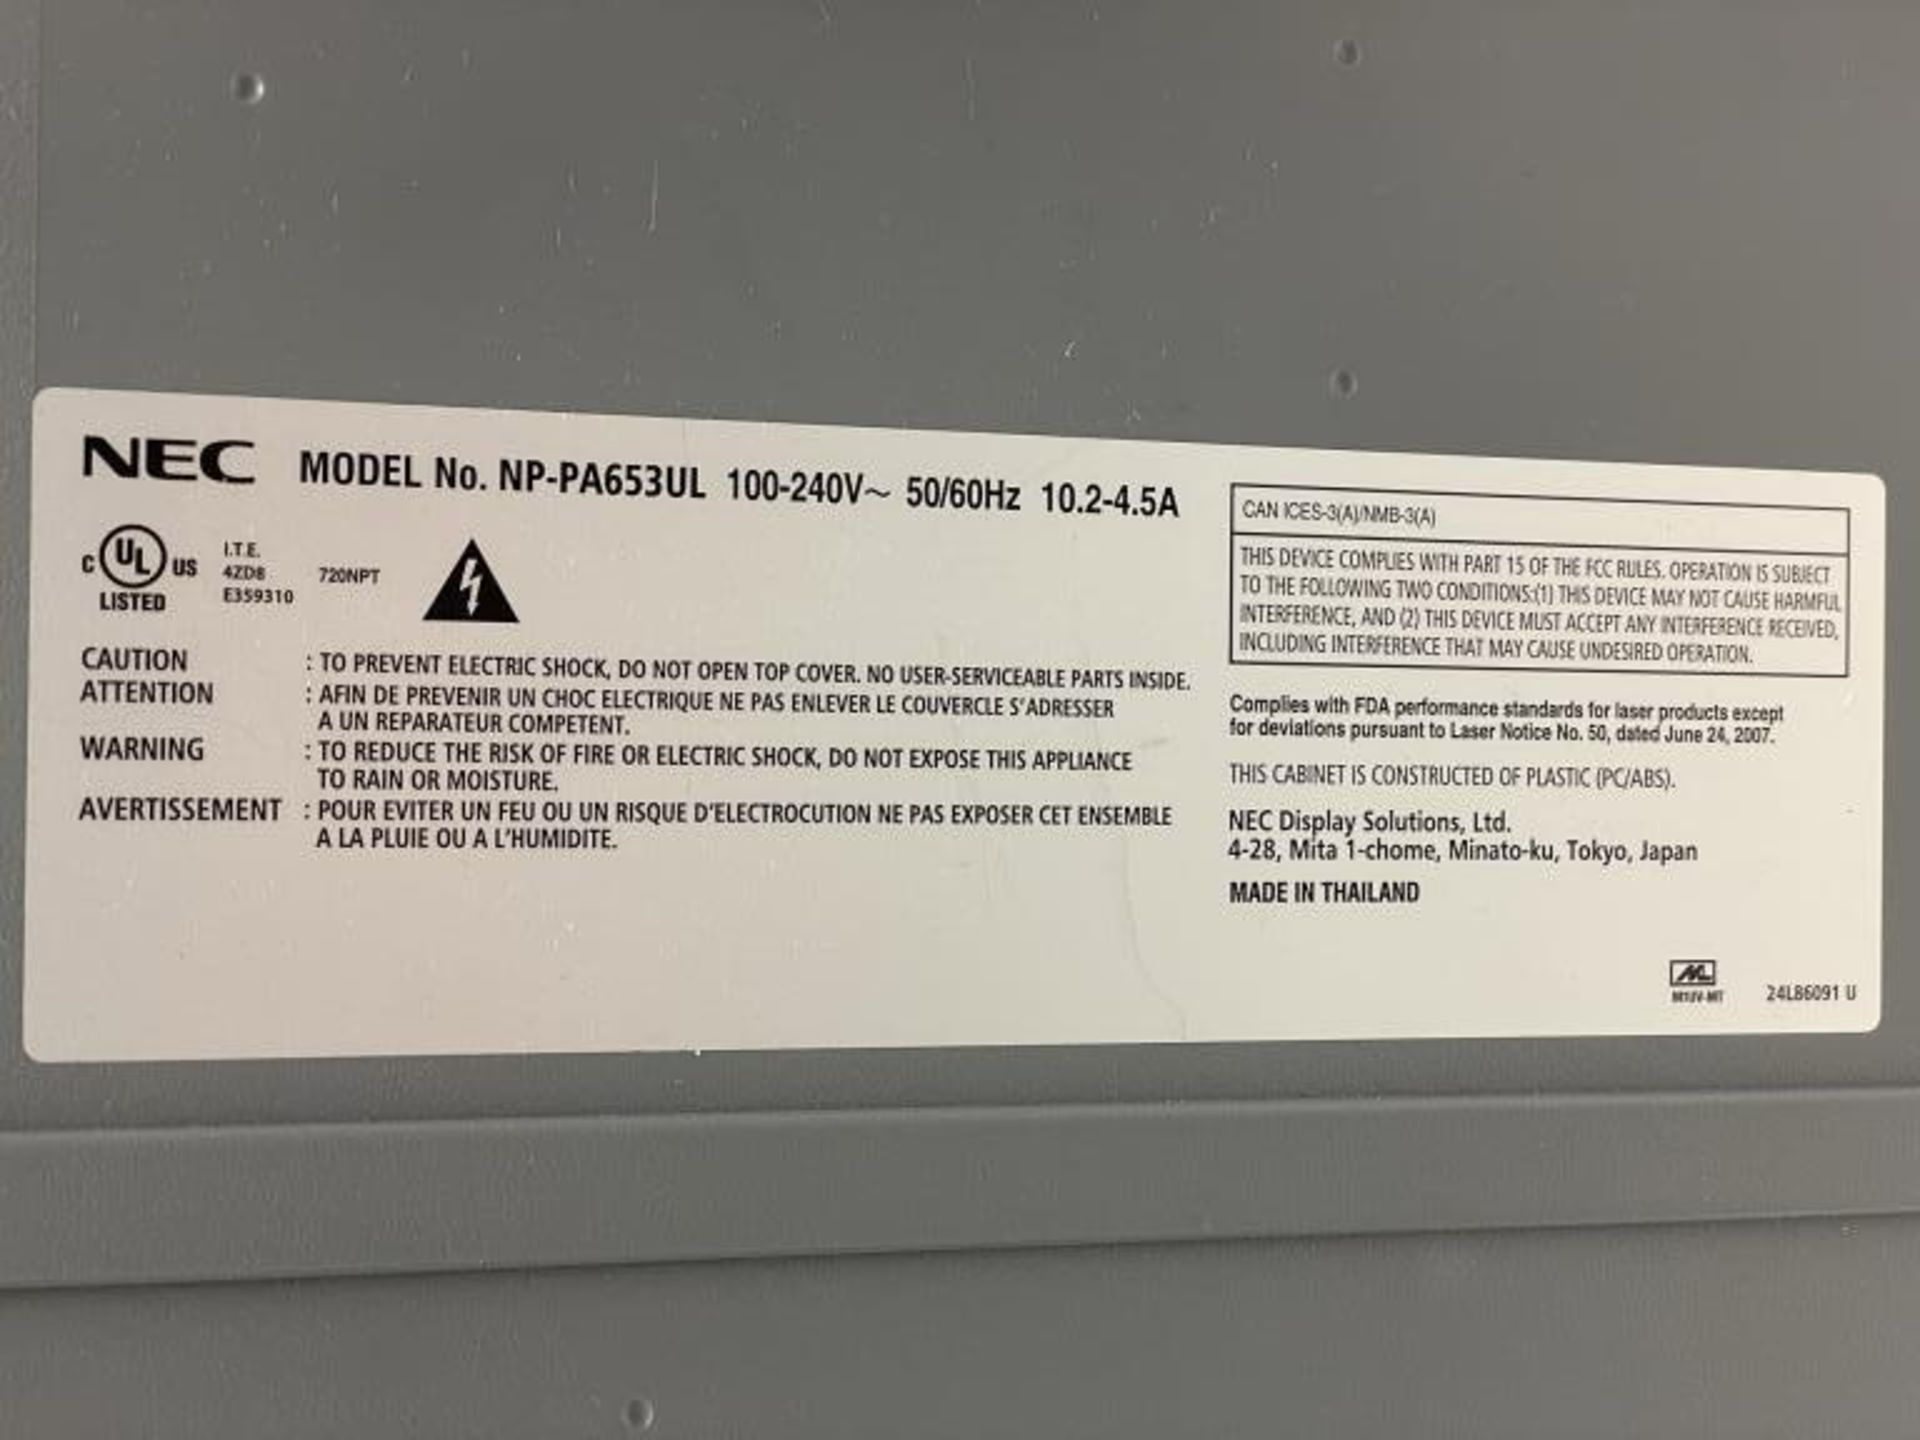 NEC MODEL No. NP-PA653UL 100-240V~ 50/60Hz 10.2-4.5A
C UL US
LISTED
I.T.E.
4ZD8
E359310
720NPT
CAUTION : TO PREVENT ELECTRIC SHOCK, DO NOT OPEN TOP COVER. NO USER-SERVICEABLE PARTS INSIDE.
ATTENTION : AFIN DE PREVENIR UN CHOC ELECTRIQUE NE PAS ENLEVER LE COUVERCLE S'ADRESSER
A UN REPARATEUR COMPETENT.
WARNING : TO REDUCE THE RISK OF FIRE OR ELECTRIC SHOCK, DO NOT EXPOSE THIS APPLIANCE
TO RAIN OR MOISTURE.
AVERTISSEMENT : POUR EVITER UN FEU OU UN RISQUE D'ELECTROCUTION NE PAS EXPOSER CET ENSEMBLE
A LA PLUIE OU A L'HUMIDITE.
CAN ICES-3(A)/NMB-3(A)
THIS DEVICE COMPLIES WITH PART 15 OF THE FCC RULES. OPERATION IS SUBJECT
TO THE FOLLOWING TWO CONDITIONS:(1) THIS DEVICE MAY NOT CAUSE HARMFUL
INTERFERENCE, AND (2) THIS DEVICE MUST ACCEPT ANY INTERFERENCE RECEIVED,
INCLUDING INTERFERENCE THAT MAY CAUSE UNDESIRED OPERATION.
Complies with FDA performance standards for laser products except
for deviations pursuant to Laser Notice No. 50, dated June 24, 2007.
THIS CABINET IS CONSTRUCTED OF PLASTIC (PC/ABS).
NEC Display Solutions, Ltd.
4-28, Mita 1-chome, Minato-ku, Tokyo, Japan
MADE IN THAILAND
24L86091 U